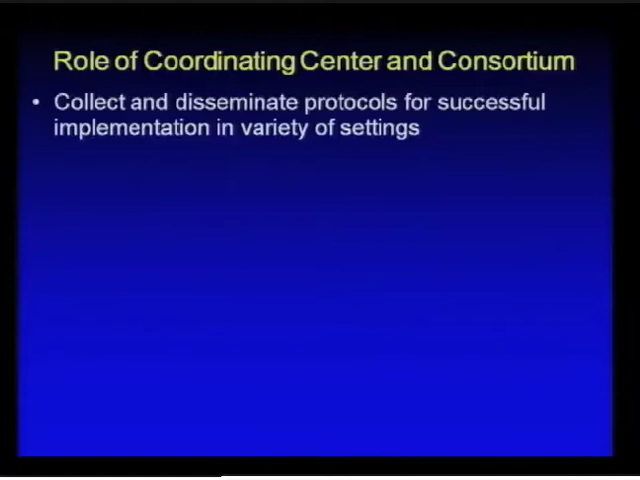 Role of Coordinating Center and Consortium
• Collect and disseminate protocols for successful
implementation in variety of settings